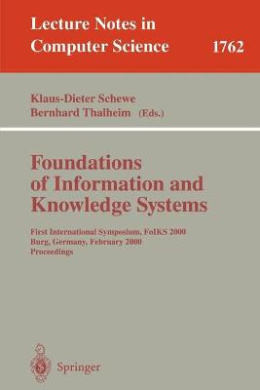 Lecture Notes in
Computer Science 1762
Klaus-Dieter Schewe
Bernhard Thalheim (Eds.)
Foundations
of Information and
Knowledge Systems
First International Symposium, FoIKS 2000
Burg, Germany, February 2000
Proceedings
Springer